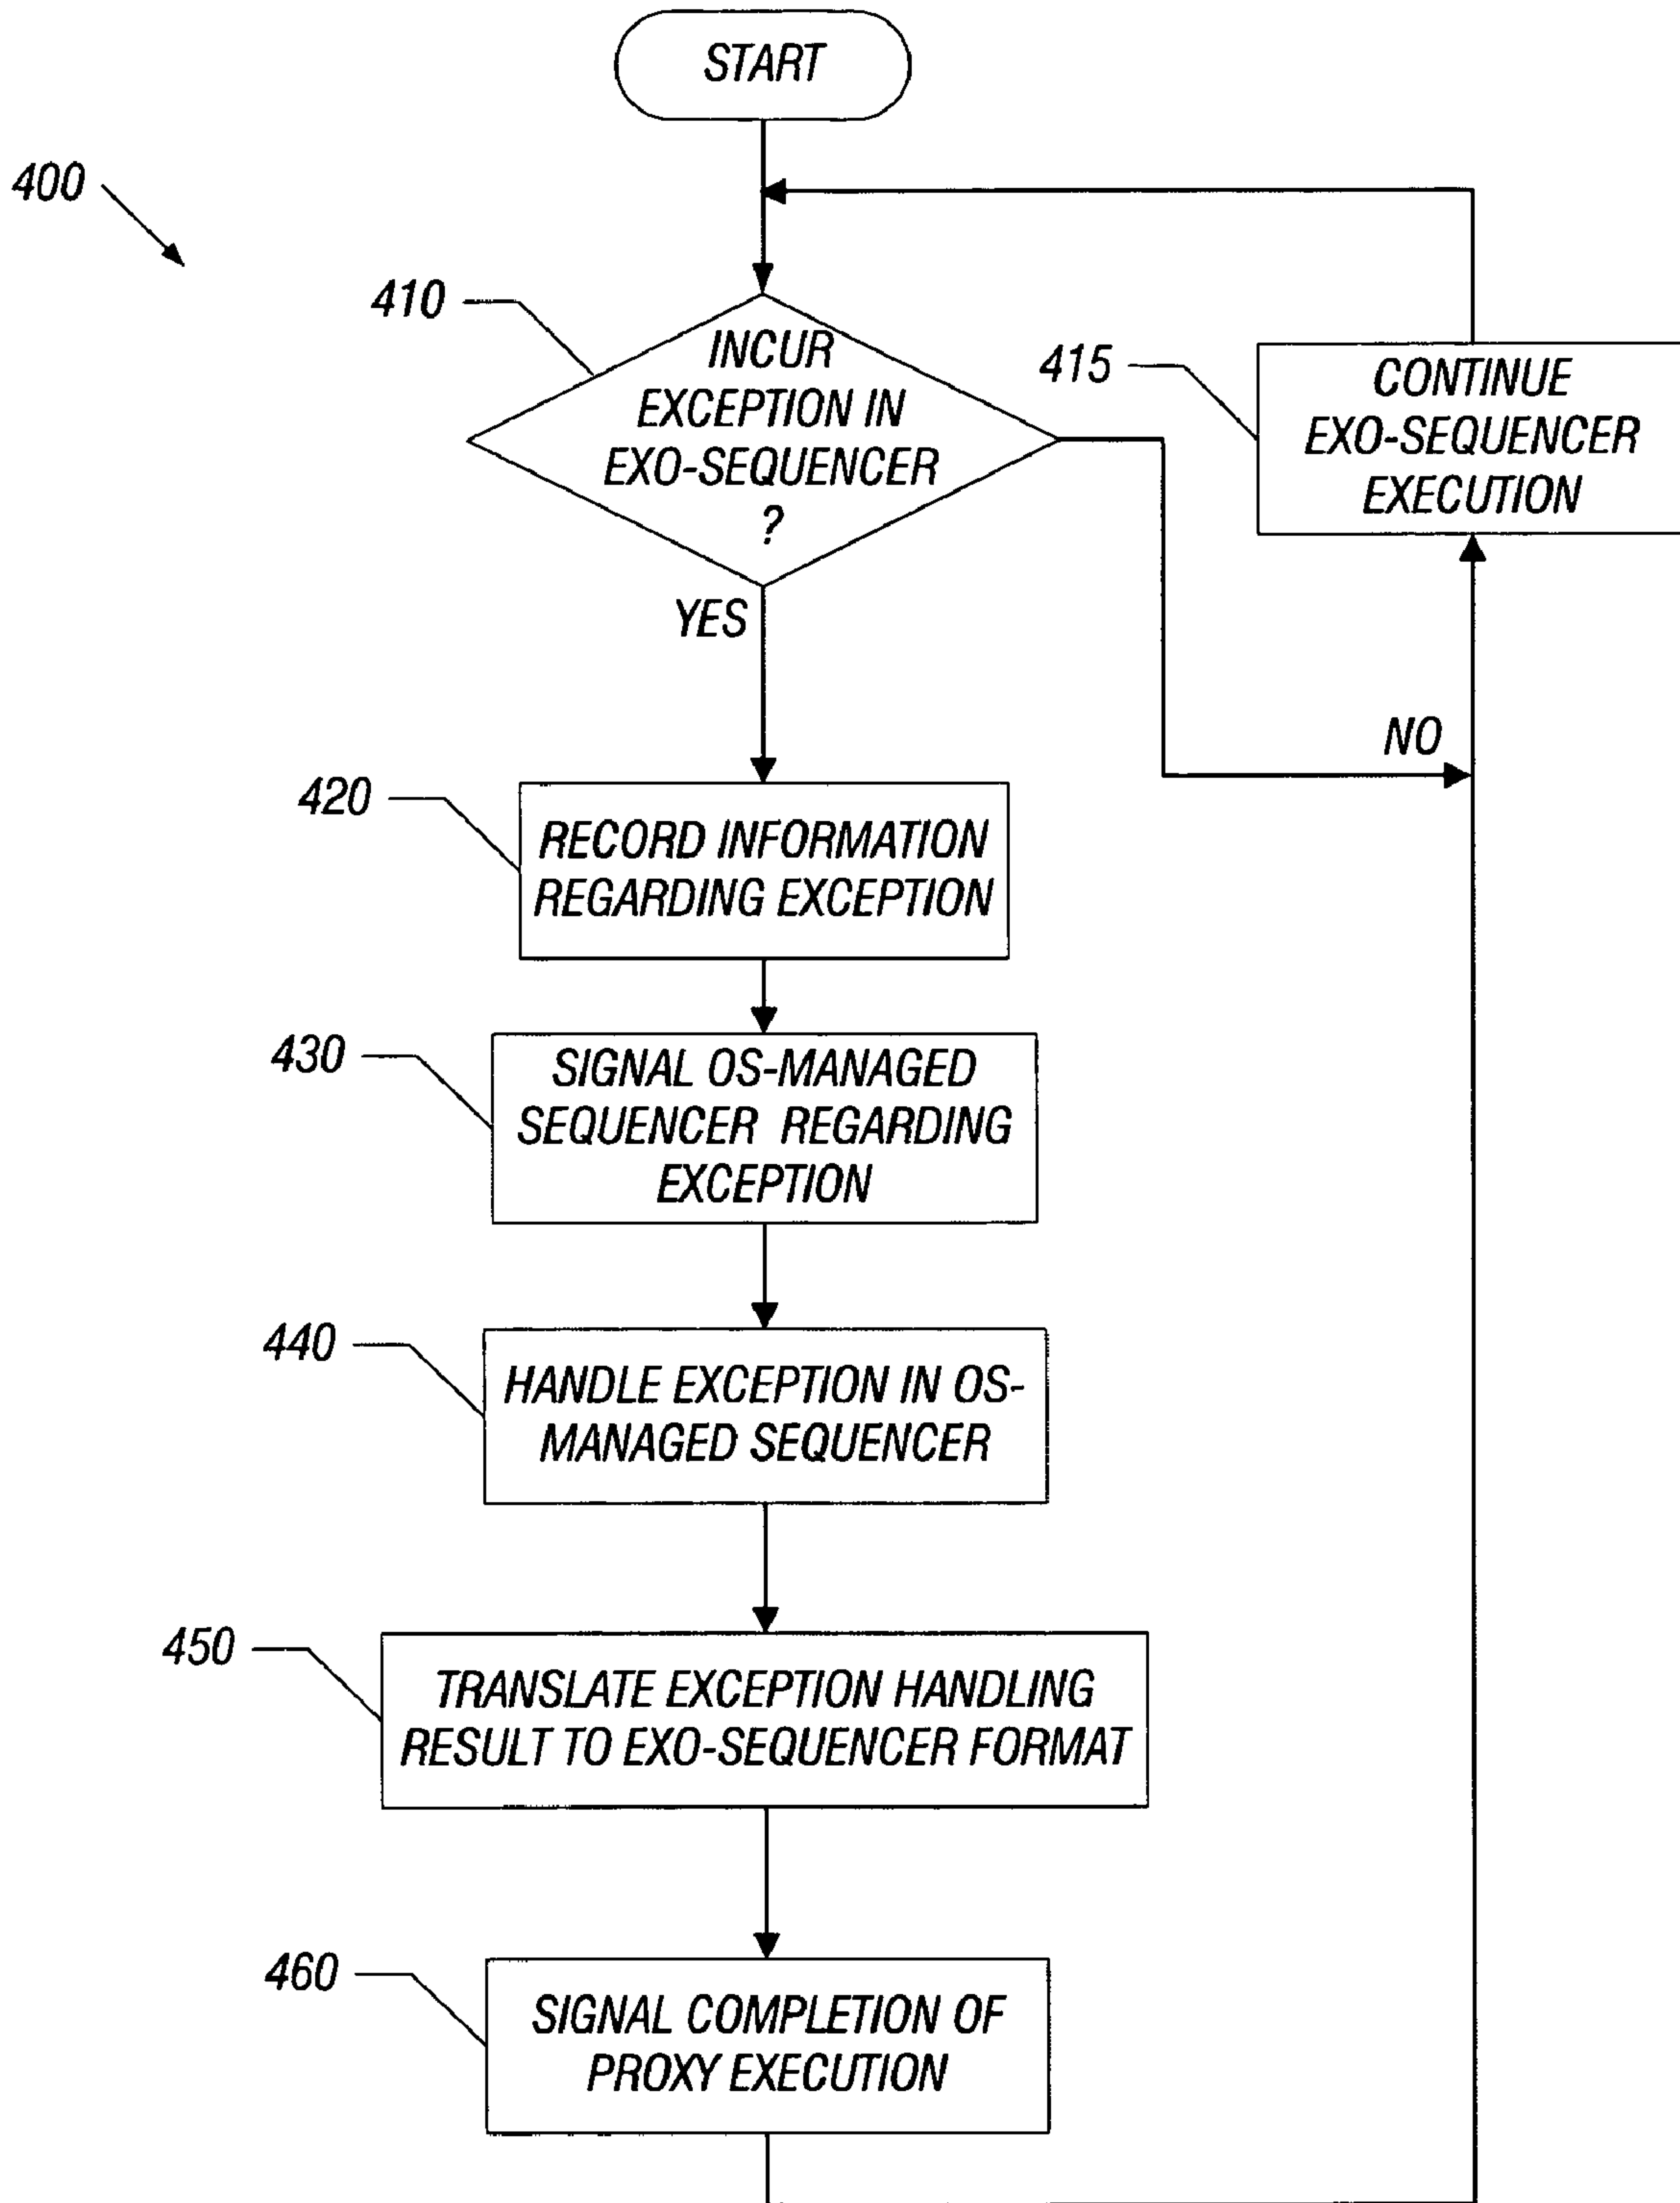 START
400
410
INCUR
EXCEPTION IN
EXO-SEQUENCER
?
415
CONTINUE
EXO-SEQUENCER
EXECUTION
YES
NO
420
RECORD INFORMATION
REGARDING EXCEPTION
430
SIGNAL OS-MANAGED
SEQUENCER REGARDING
EXCEPTION
440
HANDLE EXCEPTION IN OS-
MANAGED SEQUENCER
450
TRANSLATE EXCEPTION HANDLING
RESULT TO EXO-SEQUENCER FORMAT
460
SIGNAL COMPLETION OF
PROXY EXECUTION